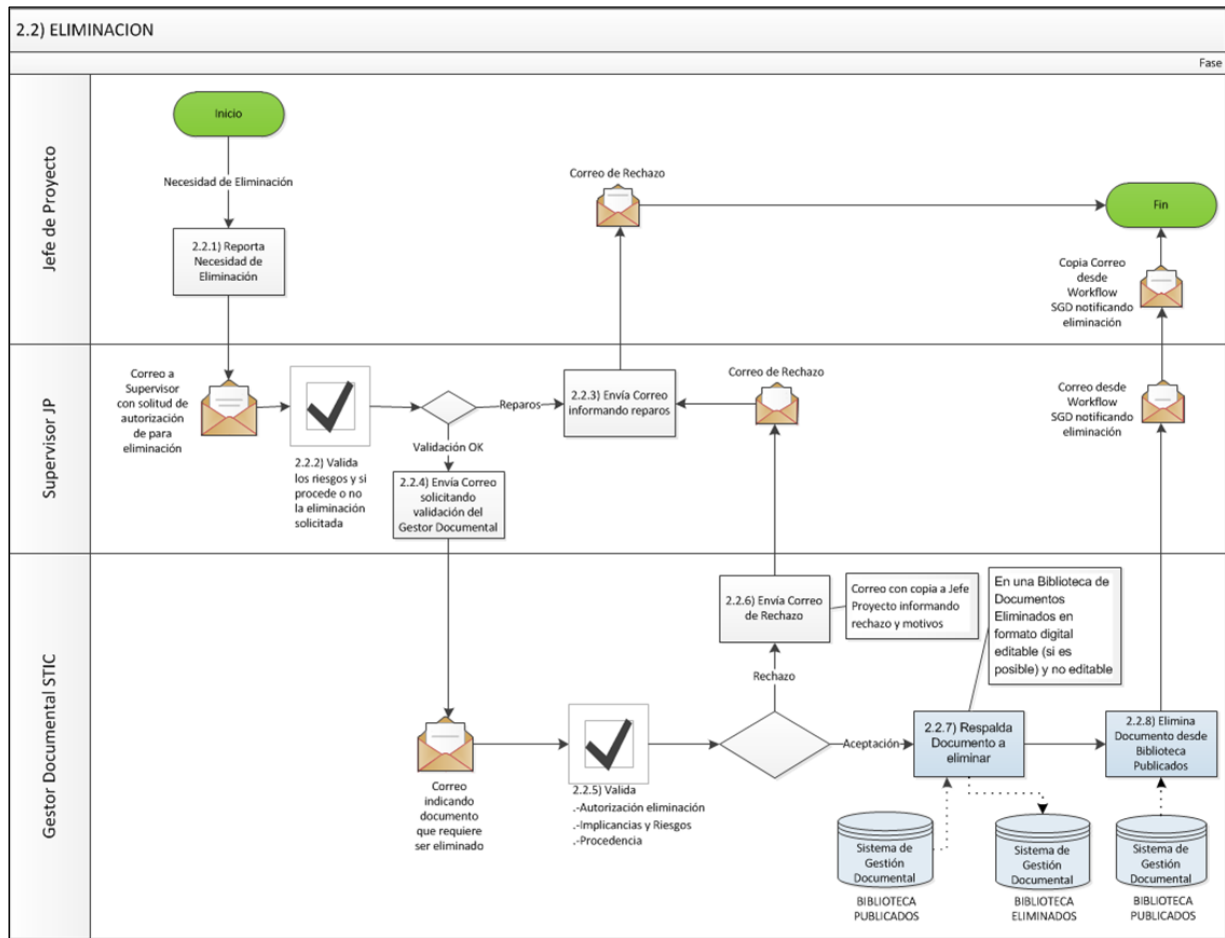 2.2) ELIMINACION
Fase
Jefe de Proyecto
Inicio
Necesidad de Eliminación
2.2.1) Reporta
Necesidad de
Eliminación
Correo de Rechazo
Fin
Copia Correo
desde
Workflow
SGD notificando
eliminación
Supervisor JP
Correo a
Supervisor
con solitud de
autorización
de para
eliminación
2.2.2) Valida
los riesgos y si
procede o no
la eliminación
solicitada
Reparos
Validación OK
2.2.3) Envía Correo
informando reparos
2.2.4) Envía Correo
solicitando
validación del
Gestor Documental
Correo de Rechazo
Correo desde
Workflow
SGD notificando
eliminación
Gestor Documental STIC
Correo
indicando
documento
que requiere
ser eliminado
2.2.5) Valida
.-Autorización eliminación
.-Implicancias y Riesgos
.-Procedencia
2.2.6) Envía Correo
de Rechazo
Correo con copia a Jefe
Proyecto informando
rechazo y motivos
Rechazo
Aceptación
En una Biblioteca de
Documentos
Eliminados en
formato digital
editable (si es
posible) y no editable
2.2.7) Respalda
Documento a
eliminar
2.2.8) Elimina
Documento desde
Biblioteca
Publicados
Sistema de
Gestión
Documental
BIBLIOTECA
PUBLICADOS
Sistema de
Gestión
Documental
BIBLIOTECA
ELIMINADOS
Sistema de
Gestión
Documental
BIBLIOTECA
PUBLICADOS